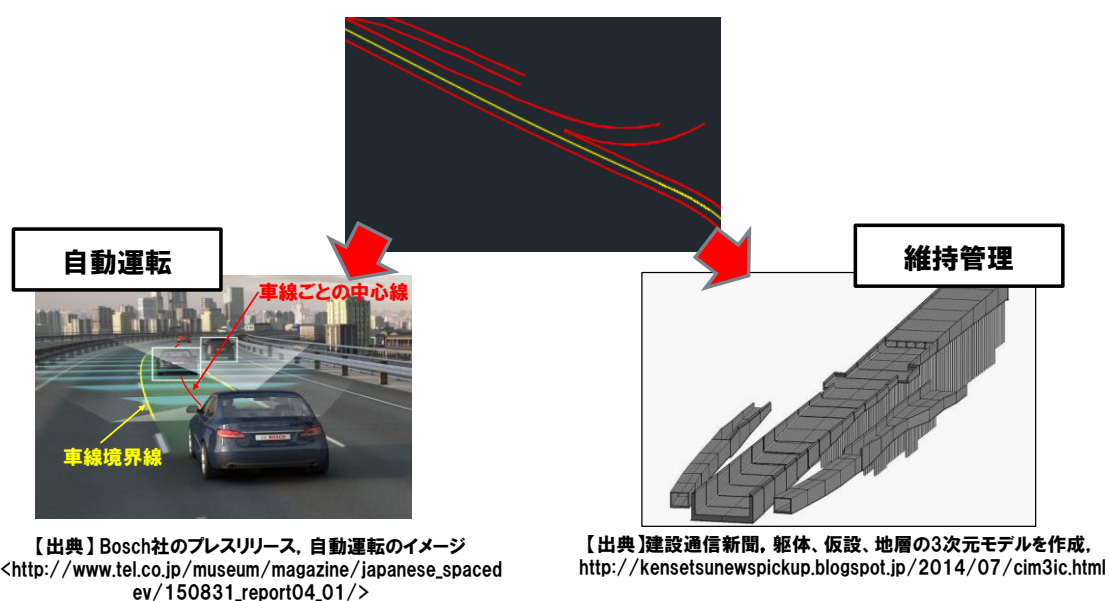 自動運転
維持管理
車線ごとの中心線
車線境界線
BOSCH
【出典】Bosch社のプレスリリース，自動運転のイメージ
<http://www.tel.co.jp/museum/magazine/japanese_spaced
ev/150831_report04_01/>
【出典】建設通信新聞，躯体、仮設、地層の3次元モデルを作成，
http://kensetsunewspickup.blogspot.jp/2014/07/cim3ic.html